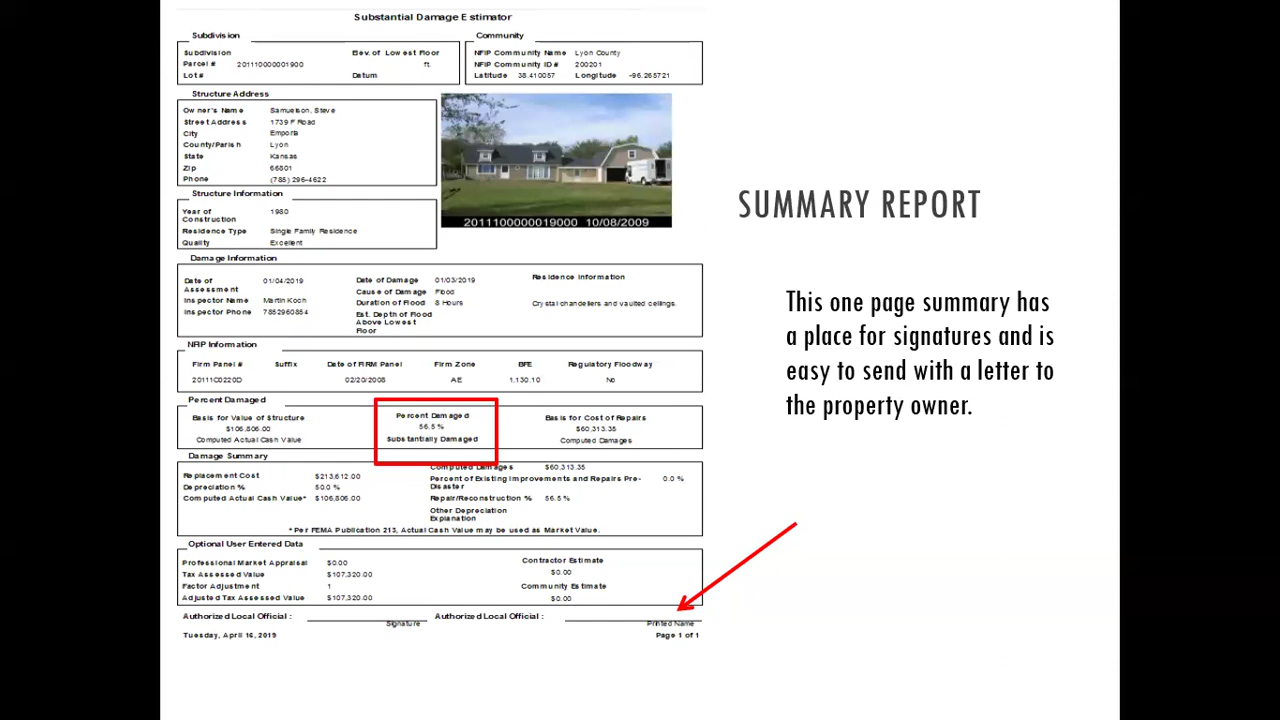 Substantial Damage Estimator
Subdivision
Community
Subdivision Elev. of Lowest Floor
Parcel # 201110000001900 ft.
Lot # Datum
NFIP Community Name Lyon County
NFIP Community ID # 200201
Latitude 38.410057 Longitude -96.265721
Structure Address
Owner's Name Samuelson, Steve
Street Address 1739 F Road
City Emporia
County/Parish Lyon
State Kansas
Zip 66801
Phone (785) 296-4622
2011100000019000 10/08/2009
Structure Information
Year of
Construction 1980
Residence Type Single Family Residence
Quality Excellent
SUMMARY REPORT
This one page summary has
a place for signatures and is
easy to send with a letter to
the property owner.
Damage Information
Date of
Assessment 01/04/2019
Inspector Name Martin Koch
Inspector Phone 7852960854
Date of Damage 01/03/2019
Cause of Damage Flood
Duration of Flood 8 Hours
Est. Depth of Flood
Above Lowest
Floor
Residence Information
Crystal chandeliers and vaulted ceilings.
NFIP Information
Firm Panel # Suffix Date of FIRM Panel Firm Zone BFE Regulatory Floodway
20111C0220D 02/20/2008 AE 1,130.10 No
Percent Damaged
Basis for Value of Structure
$106,806.00
Computed Actual Cash Value
Percent Damaged
56.5 %
Substantially Damaged
Basis for Cost of Repairs
$60,313.35
Computed Damages
Damage Summary
Replacement Cost $213,612.00
Depreciation % 50.0 %
Computed Actual Cash Value* $106,806.00
Computed Damages $60,313.35
Percent of Existing Improvements and Repairs Pre-
Disaster 0.0 %
Repair/Reconstruction % 56.5 %
Other Depreciation
Explanation
* Per FEMA Publication 213, Actual Cash Value may be used as Market Value.
Optional User Entered Data
Professional Market Appraisal $0.00
Tax Assessed Value $107,320.00
Factor Adjustment 1
Adjusted Tax Assessed Value $107,320.00
Contractor Estimate
$0.00
Community Estimate
$0.00
Authorized Local Official : Authorized Local Official :
Signature Printed Name
Tuesday, April 16, 2019 Page 1 of 1